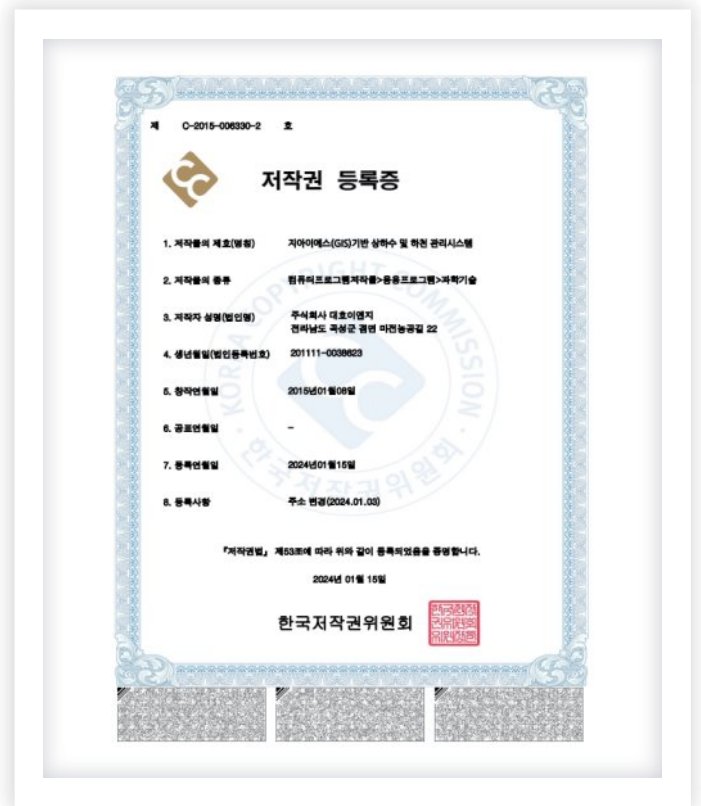 제 C-2015-006330-2 호
저작권 등록증
1. 저작물의 제호(명칭) 지아이에스(GIS)기반 상하수 및 하천 관리시스템
2. 저작물의 종류 컴퓨터프로그램저작물>응용프로그램>과학기술
3. 저작자 성명(법인명) 주식회사 대호이엔지
전라남도 곡성군 겸면 마전농공길 22
4. 생년월일(법인등록번호) 201111-0038623
5. 창작연월일 2015년01월08일
6. 공표연월일 -
7. 등록연월일 2024년01월15일
8. 등록사항 주소 변경(2024.01.03)
『저작권법』 제53조에 따라 위와 같이 등록되었음을 증명합니다.
2024년 01월 15일
한국저작권위원회
KOREA COPYRIGHT COMMISSION
한국저작권위원회